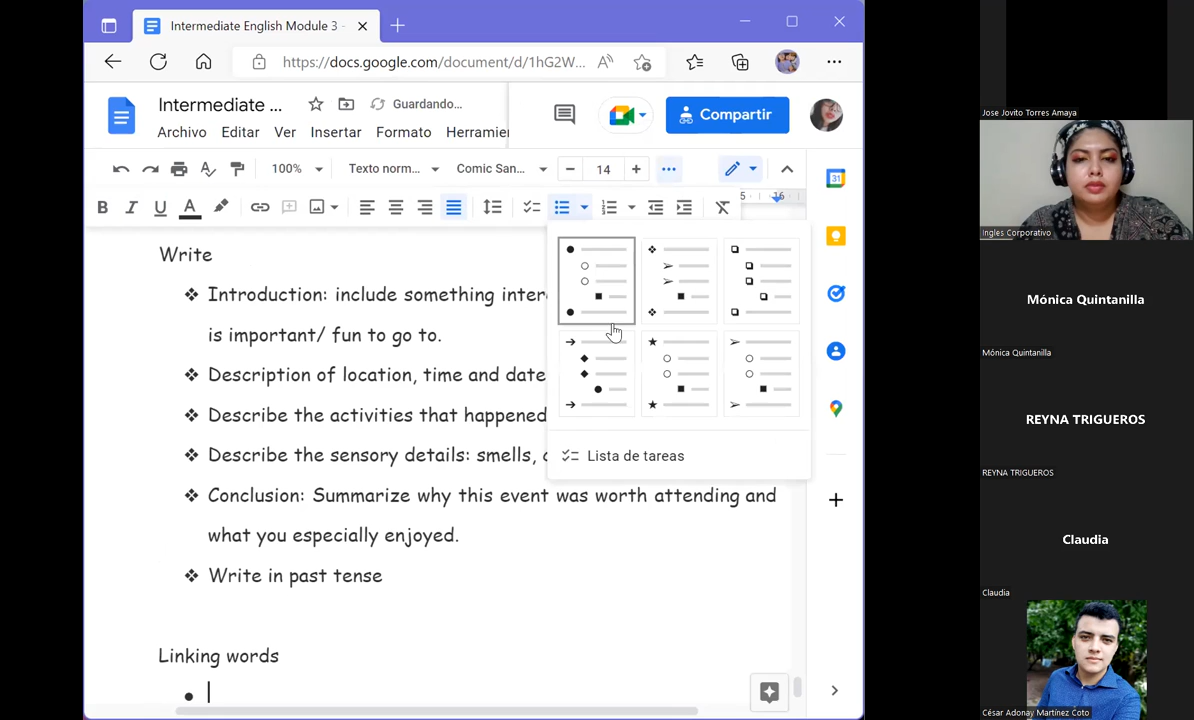 Intermediate English Module 3 -
https://docs.google.com/document/d/1hG2W...
Intermediate ...
Guardando...
Compartir
Archivo Editar Ver Insertar Formato Herramier
100% Texto norm... Comic San... 14
5 16
Write
Introduction: include something inter
is important/ fun to go to.
Description of location, time and date
Describe the activities that happened
Describe the sensory details: smells,
Conclusion: Summarize why this event was worth attending and
what you especially enjoyed.
Write in past tense
Linking words
Lista de tareas
31
Jose Jovito Torres Amaya
Ingles Corporativo
Mónica Quintanilla
Mónica Quintanilla
REYNA TRIGUEROS
REYNA TRIGUEROS
Claudia
Claudia
César Adonay Martínez Coto